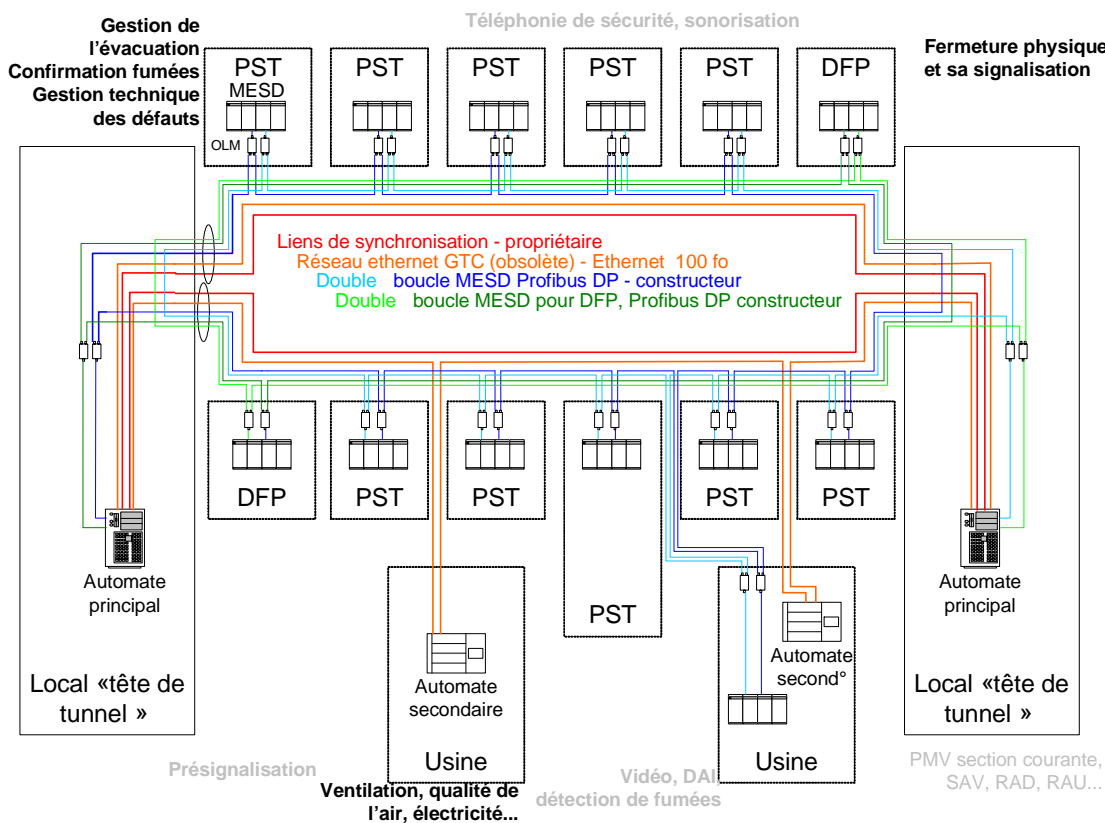 Téléphonie de sécurité, sonorisation
Gestion de
l'évacuation
Confirmation fumées
Gestion technique
des défauts
Fermeture physique
et sa signalisation
PST
MESD
OLM
PST
PST
PST
PST
DFP
Liens de synchronisation - propriétaire
Réseau ethernet GTC (obsolète) - Ethernet 100 fo
Double boucle MESD Profibus DP - constructeur
Double boucle MESD pour DFP, Profibus DP constructeur
DFP
PST
PST
PST
PST
PST
Automate
principal
Local «tête de
tunnel »
Automate
secondaire
Usine
Automate
second°
Usine
Automate
principal
Local «tête de
tunnel »
Présignalisation
Ventilation, qualité de
l'air, électricité...
Vidéo, DAI,
détection de fumées
PMV section courante,
SAV, RAD, RAU...